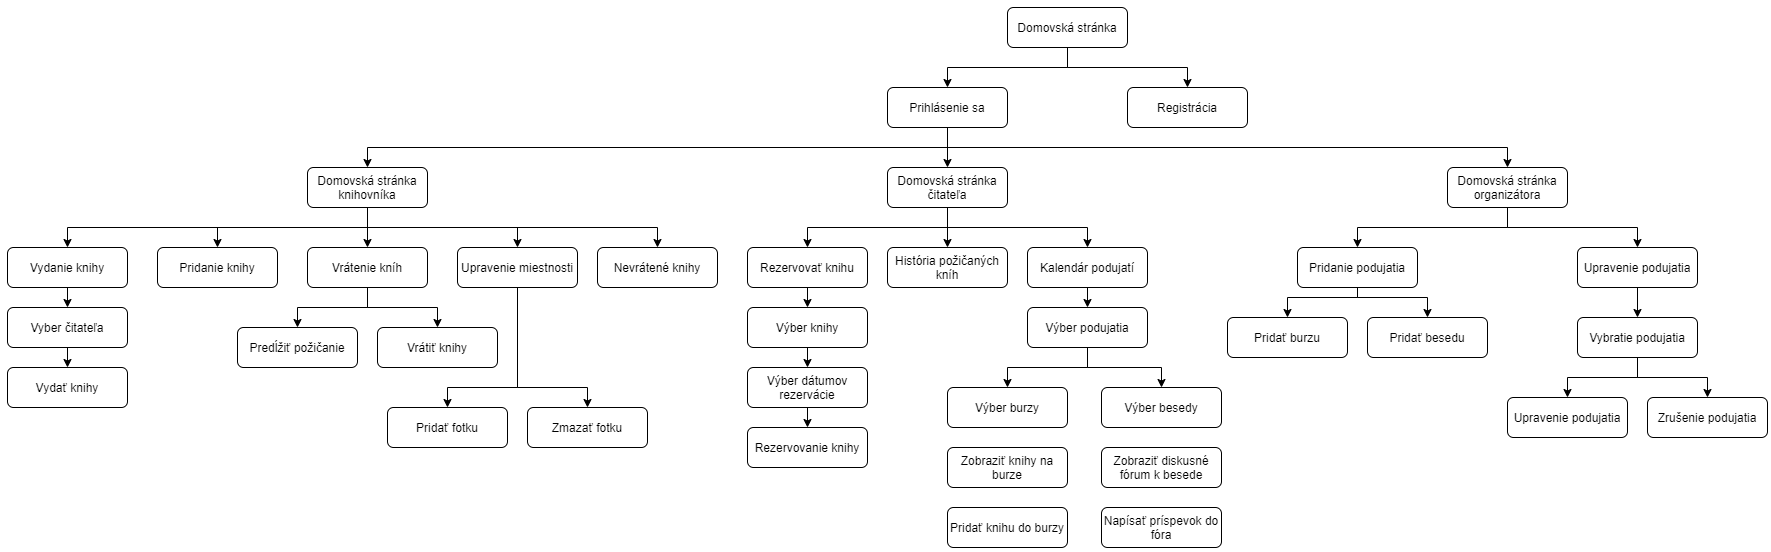 Domovská stránka
Prihlásenie sa
Registrácia
Domovská stránka
knihovníka
Domovská stránka
čitateľa
Domovská stránka
organizátora
Vydanie knihy
Pridanie knihy
Vrátenie kníh
Upravenie miestnosti
Nevrátené knihy
Rezervovať knihu
História požičaných
kníh
Kalendár podujatí
Pridanie podujatia
Upravenie podujatia
Vyber čitateľa
Predĺžiť požičanie
Vrátiť knihy
Výber knihy
Výber podujatia
Pridať burzu
Pridať besedu
Vybratie podujatia
Vydať knihy
Výber dátumov
rezervácie
Pridať fotku
Zmazať fotku
Rezervovanie knihy
Výber burzy
Výber besedy
Upravenie podujatia
Zrušenie podujatia
Zobraziť knihy na
burze
Zobraziť diskusné
fórum k besede
Pridať knihu do burzy
Napísať príspevok do
fóra